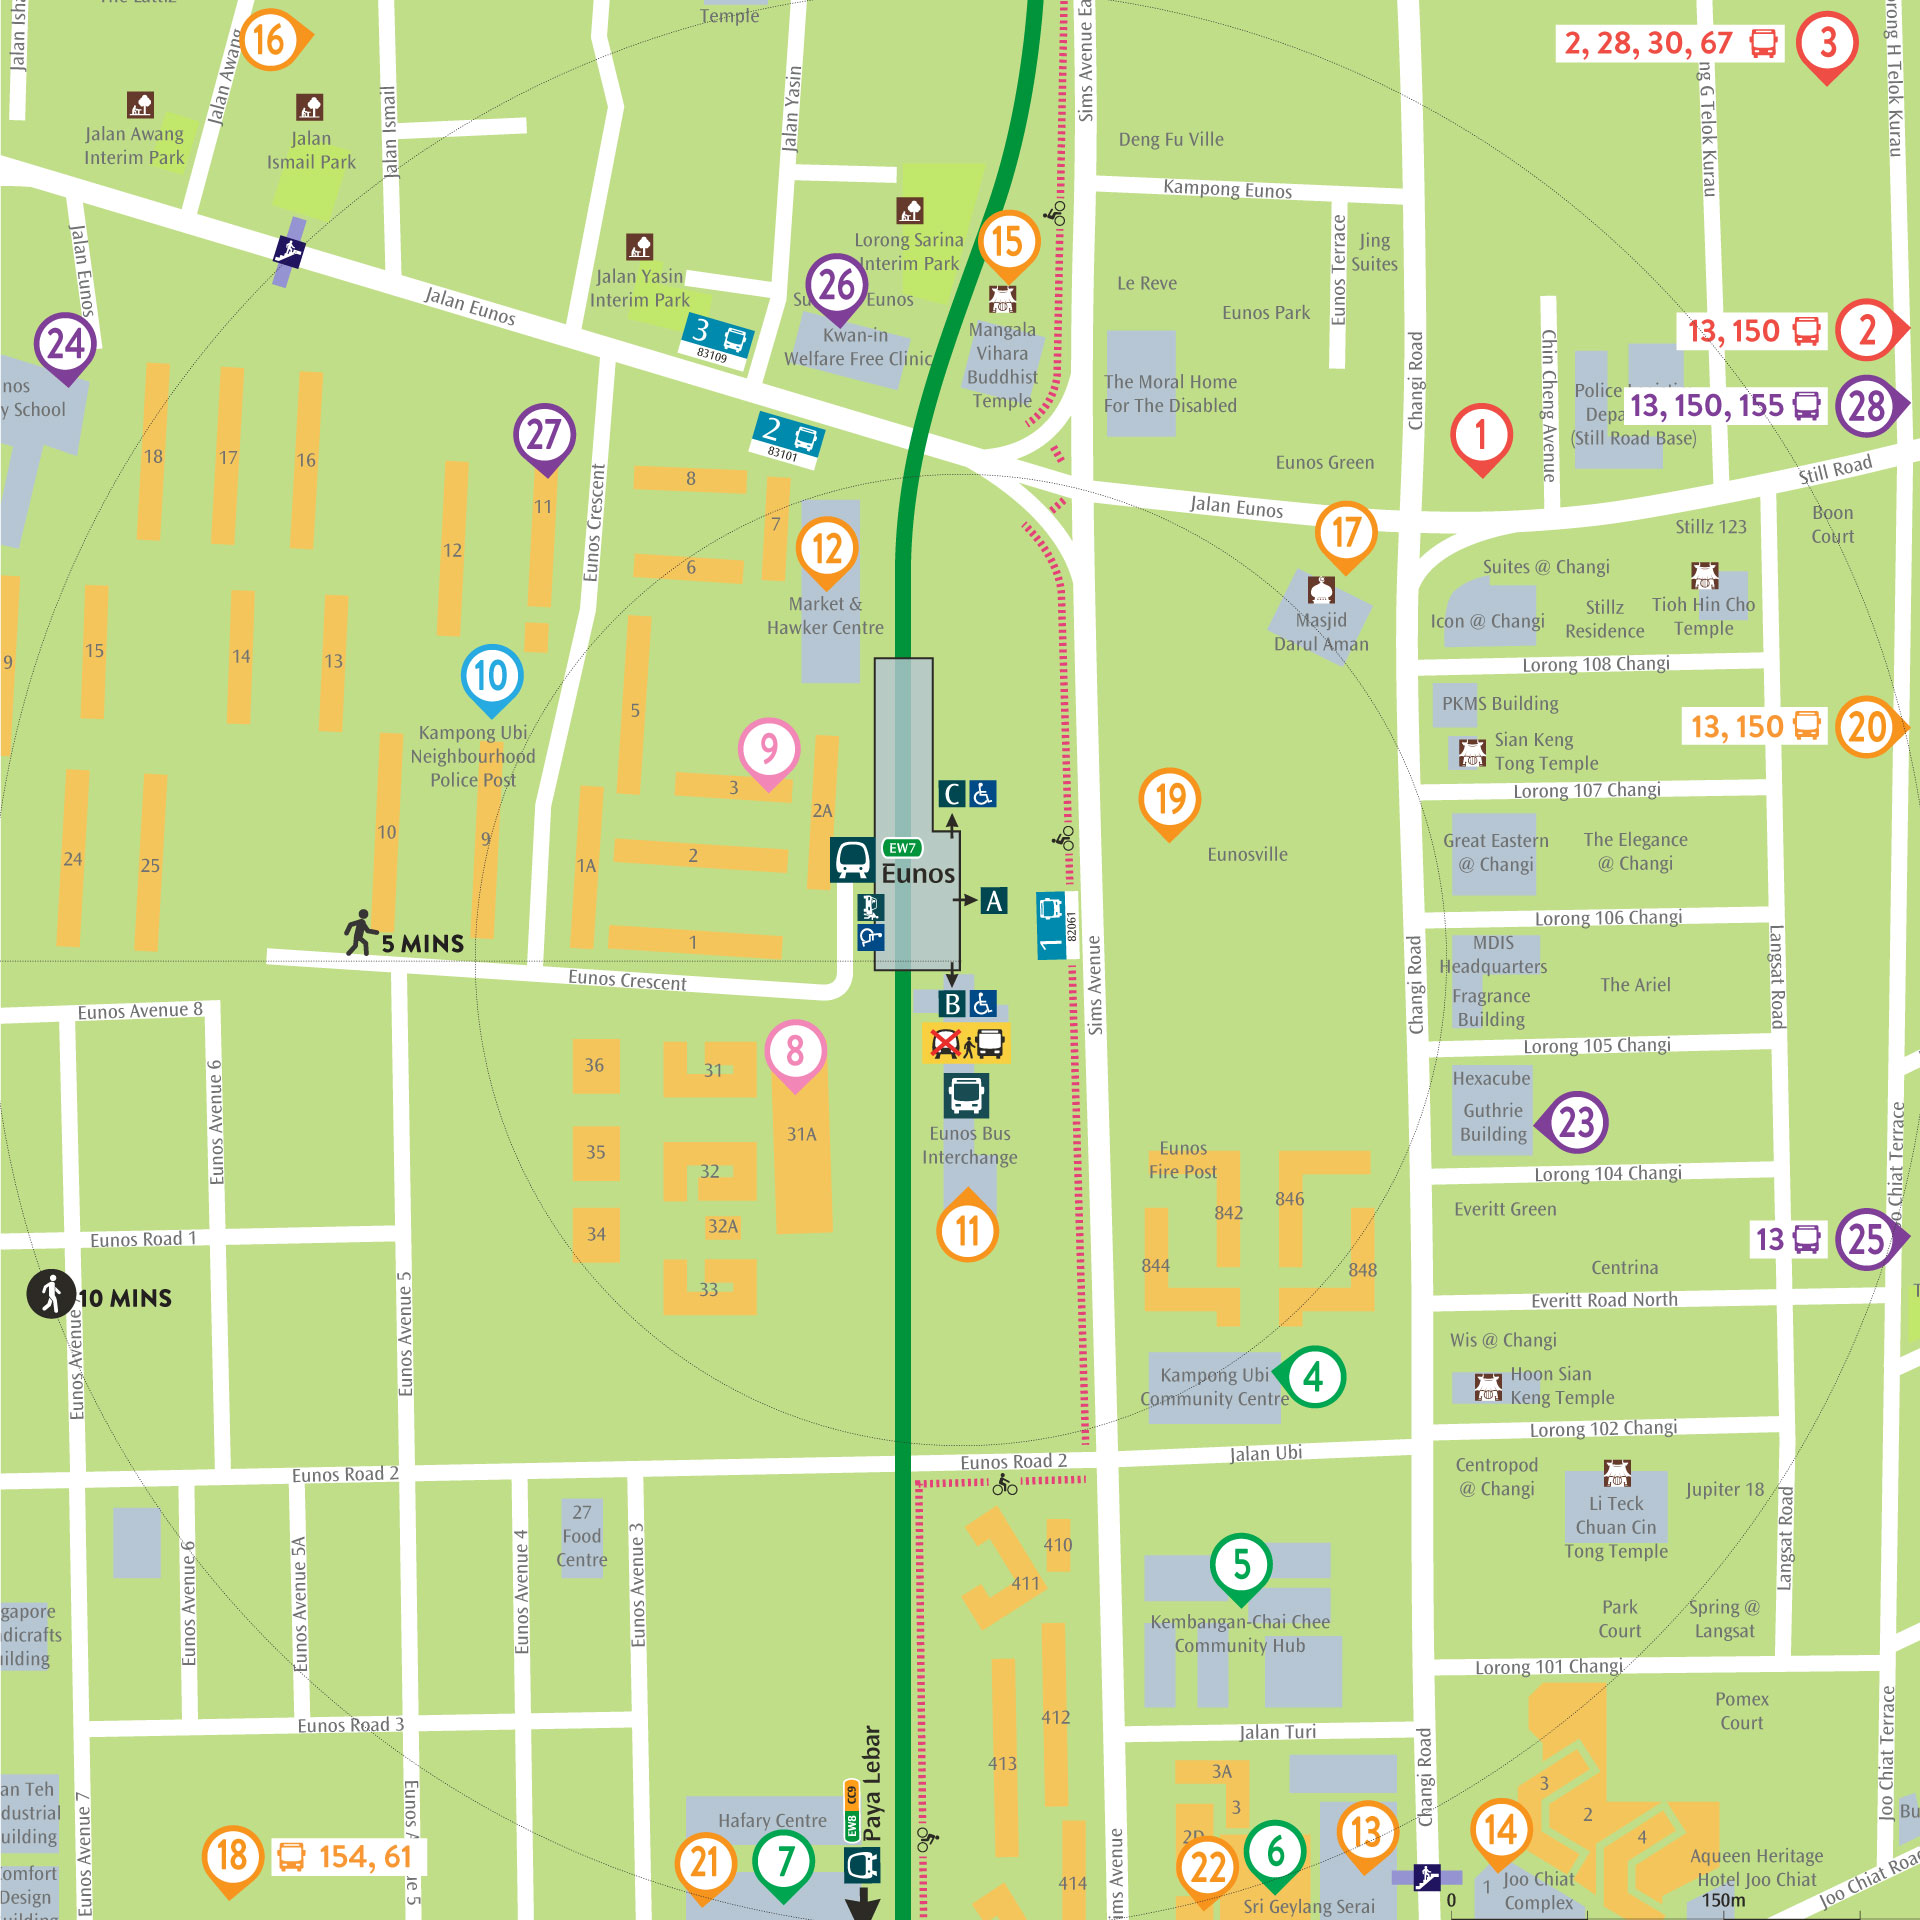 Temple
Jalan Awang
16
Jalan Ismail
Jalan Yasin
Sims Avenue Ea
2, 28, 30, 67
3
Lorong H Telok Kurau
ng G Telok Kurau
Jalan Awang
Interim Park
Jalan
Ismail Park
Deng Fu Ville
Kampong Eunos
Lorong Sarina
Interim Park
15
Jalan Eunos
Jalan Eunos
Jalan Yasin
Interim Park
26
Eunos
Kwan-in
Welfare Free Clinic
Mangala
Vihara
Buddhist
Temple
Le Reve
Eunos Park
Eunos Terrace
Jing
Suites
3
83109
2
83101
The Moral Home
For The Disabled
Changi Road
Chin Cheng Avenue
13, 150
2
Police
Depa
(Still Road Base)
13, 150, 155
28
24
nos
y School
27
1
Eunos Green
Still Road
Jalan Eunos
18
17
16
12
11
8
7
6
Eunos Crescent
12
Market &
Hawker Centre
17
Masjid
Darul Aman
Stillz 123
Boon
Court
Suites @ Changi
Icon @ Changi
Stillz
Residence
Tioh Hin Cho
Temple
Lorong 108 Changi
9
15
14
13
10
Kampong Ubi
Neighbourhood
Police Post
5
PKMS Building
Sian Keng
Tong Temple
13, 150
20
Lorong 107 Changi
24
25
10
9
1A
9
3
2A
2
1
C
EW7
Eunos
A
B
1
82061
19
Eunosville
Great Eastern
@ Changi
The Elegance
@ Changi
Lorong 106 Changi
MDIS
Headquarters
Fragrance
Building
The Ariel
Langsat Road
Changi Road
Sims Avenue
5 MINS
Eunos Crescent
Eunos Avenue 8
Eunos Avenue 6
Lorong 105 Changi
Hexacube
Guthrie
Building
23
Lorong 104 Changi
36
31
8
31A
35
32
32A
34
33
Eunos Bus
Interchange
11
Eunos
Fire Post
842
846
844
848
Everitt Green
13
25
Joo Chiat Terrace
Centrina
Everitt Road North
Eunos Road 1
10 MINS
Eunos Avenue 7
Eunos Avenue 5
Wis @ Changi
Hoon Sian
Keng Temple
Kampong Ubi
Community Centre
4
Lorong 102 Changi
Eunos Road 2
Eunos Road 2
Jalan Ubi
Centropod
@ Changi
Li Teck
Chuan Cin
Tong Temple
Jupiter 18
Langsat Road
27
Food
Centre
Eunos Avenue 6
Eunos Avenue 5A
Eunos Avenue 4
Eunos Avenue 3
410
411
412
413
414
5
Kembangan-Chai Chee
Community Hub
Park
Court
Spring @
Langsat
gapore
dicrafts
ilding
Lorong 101 Changi
Eunos Road 3
Jalan Turi
Pomex
Court
Changi Road
Joo Chiat Terrace
an Teh
dustrial
uilding
omfort
Design
Eunos Avenue 7
18
154, 61
Hafary Centre
21
7
CC9
EW8
Paya Lebar
3A
3
2D
22
6
13
Sri Geylang Serai
14
1
Joo Chiat
Complex
3
2
4
Aqueen Heritage
Hotel Joo Chiat
Bu
Joo Chiat Road
0
150m